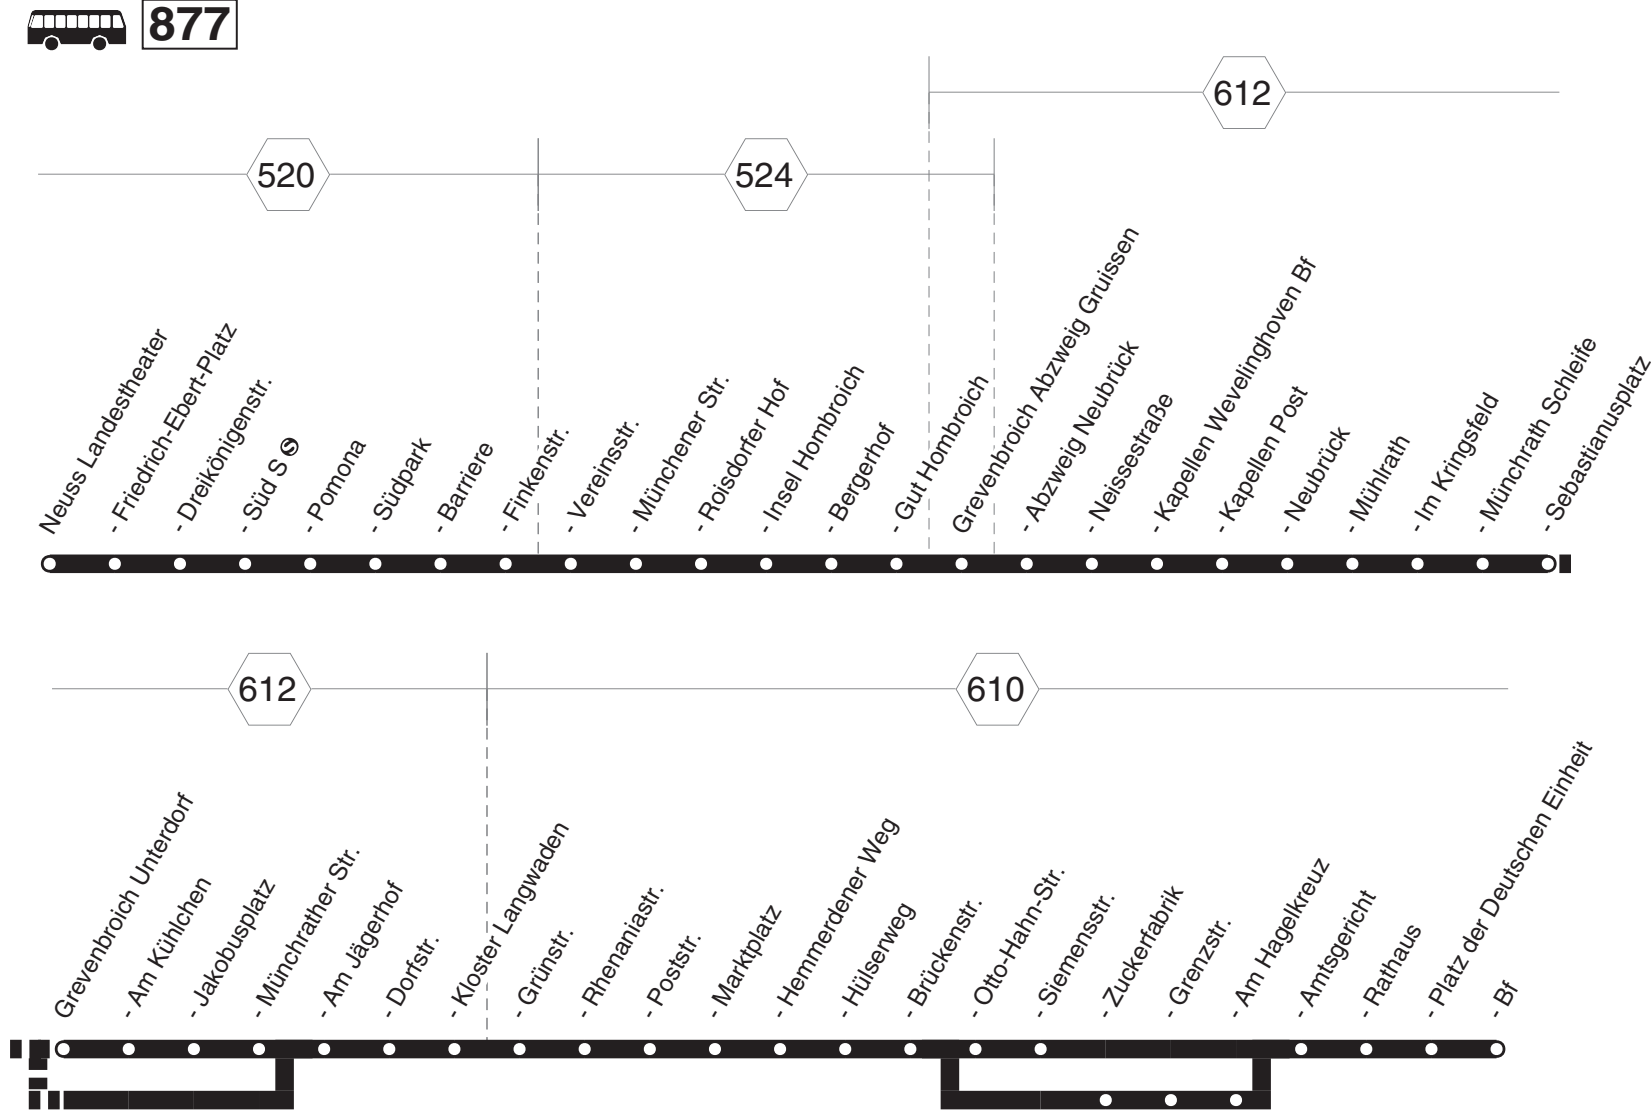 877
612
520
524
Neuss Landestheater
- Friedrich-Ebert-Platz
- Dreikönigenstr.
- Süd S
- Pomona
- Südpark
- Barriere
- Finkenstr.
- Vereinsstr.
- Münchener Str.
- Roisdorfer Hof
- Insel Hombroich
- Bergerhof
- Gut Hombroich
Grevenbroich Abzweig Gruissen
- Abzweig Neubrück
- Neissestraße
- Kapellen Wevelinghoven Bf
- Kapellen Post
- Neubrück
- Mühlrath
- Im Kringsfeld
- Münchrath Schleife
- Sebastianusplatz
612
610
Grevenbroich Unterdorf
- Am Kühlchen
- Jakobusplatz
- Münchrather Str.
- Am Jägerhof
- Dorfstr.
- Kloster Langwaden
- Grünstr.
- Rhenaniastr.
- Poststr.
- Marktplatz
- Hemmerdener Weg
- Hülserweg
- Brückenstr.
- Otto-Hahn-Str.
- Siemensstr.
- Zuckerfabrik
- Grenzstr.
- Am Hagelkreuz
- Amtsgericht
- Rathaus
- Platz der Deutschen Einheit
- Bf